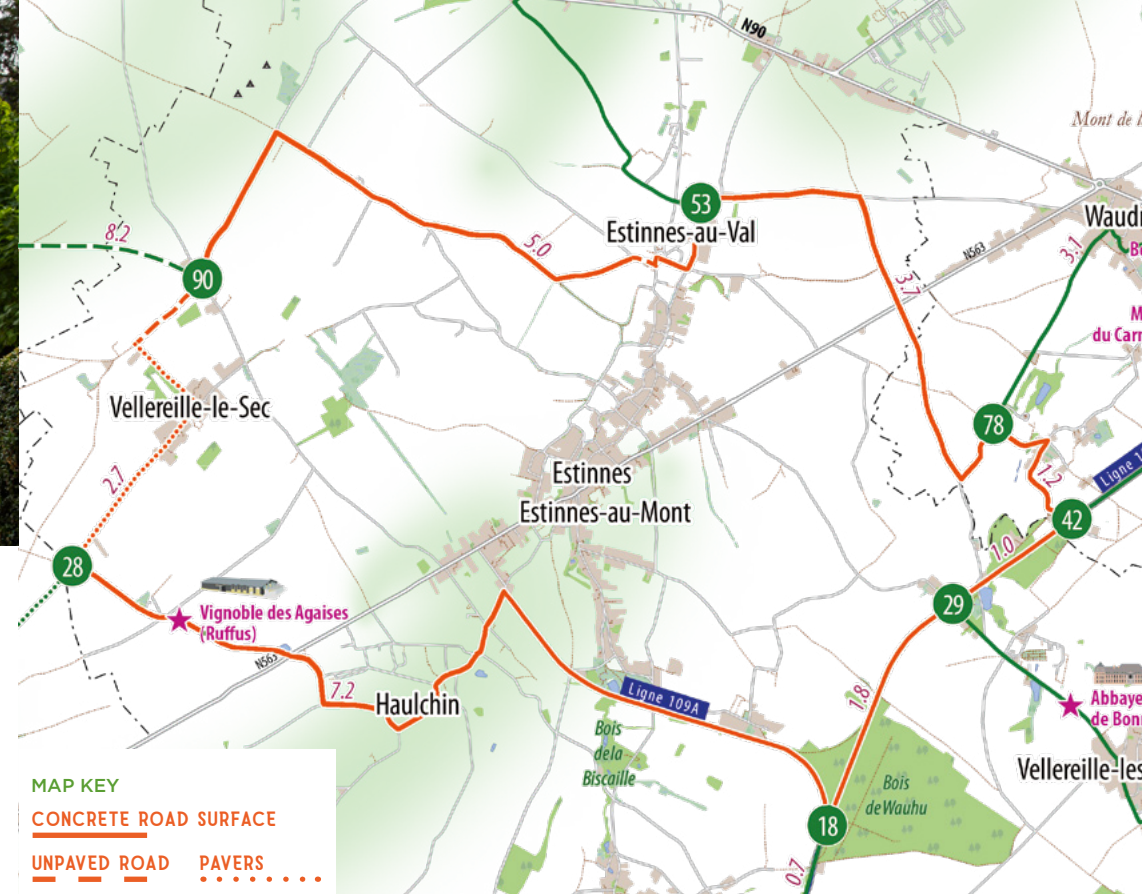 N90
Mont de l
53
Estinnes-au-Val
Waudr
8.2
90
5.0
N563
3.1
3.7
M
du Carn
Vellereille-le-Sec
78
Estinnes
1.2
Ligne 1
2.7
Estinnes-au-Mont
42
1.0
28
29
Vignoble des Agaises
(Ruffus)
N563
7.2
Haulchin
Ligne 109A
1.8
Abbaye
de Bonn
Bois
de la
Biscaille
Vellereille-les
Bois
de Wauhu
18
0.7
MAP KEY
CONCRETE ROAD SURFACE
UNPAVED ROAD PAVERS